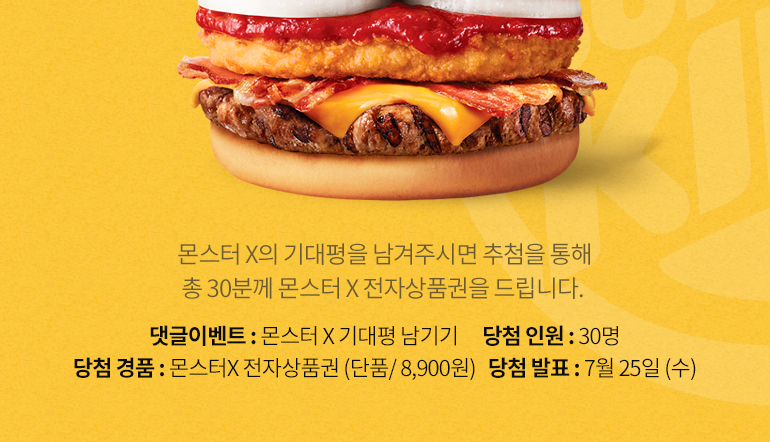 몬스터 X의 기대평을 남겨주시면 추첨을 통해
총 30분께 몬스터 X 전자상품권을 드립니다.
댓글이벤트 : 몬스터 X 기대평 남기기 당첨 인원 : 30명
당첨 경품 : 몬스터X 전자상품권 (단품/ 8,900원) 당첨 발표 : 7월 25일 (수)